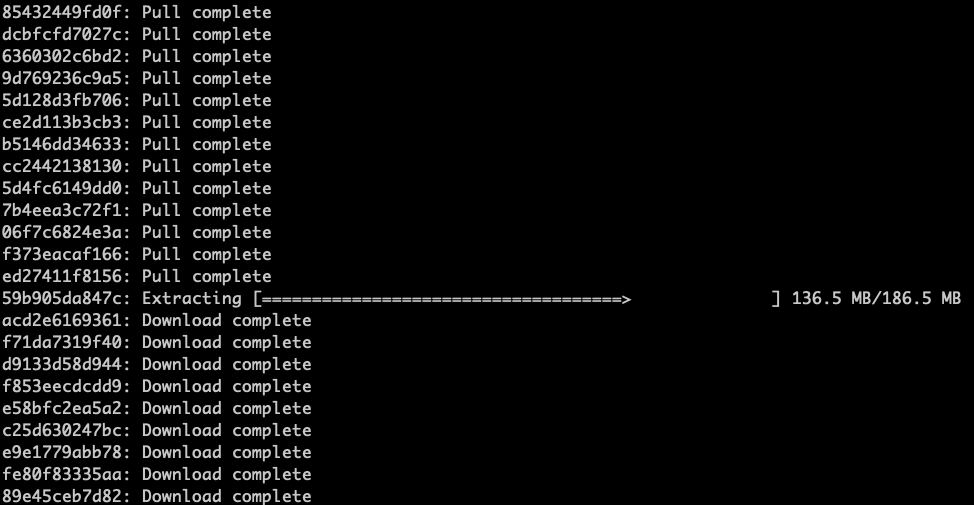 85432449fd0f: Pull complete
dcbfcfd7027c: Pull complete
6360302c6bd2: Pull complete
9d769236c9a5: Pull complete
5d128d3fb706: Pull complete
ce2d113b3cb3: Pull complete
b5146dd34633: Pull complete
cc2442138130: Pull complete
5d4fc6149dd0: Pull complete
7b4eea3c72f1: Pull complete
06f7c6824e3a: Pull complete
f373eacaf166: Pull complete
ed27411f8156: Pull complete
59b905da847c: Extracting [====================================>              ] 136.5 MB/186.5 MB
acd2e6169361: Download complete
f71da7319f40: Download complete
d9133d58d944: Download complete
f853eecdcdd9: Download complete
e58bfc2ea5a2: Download complete
c25d630247bc: Download complete
e9e1779abb78: Download complete
fe80f83335aa: Download complete
89e45ceb7d82: Download complete